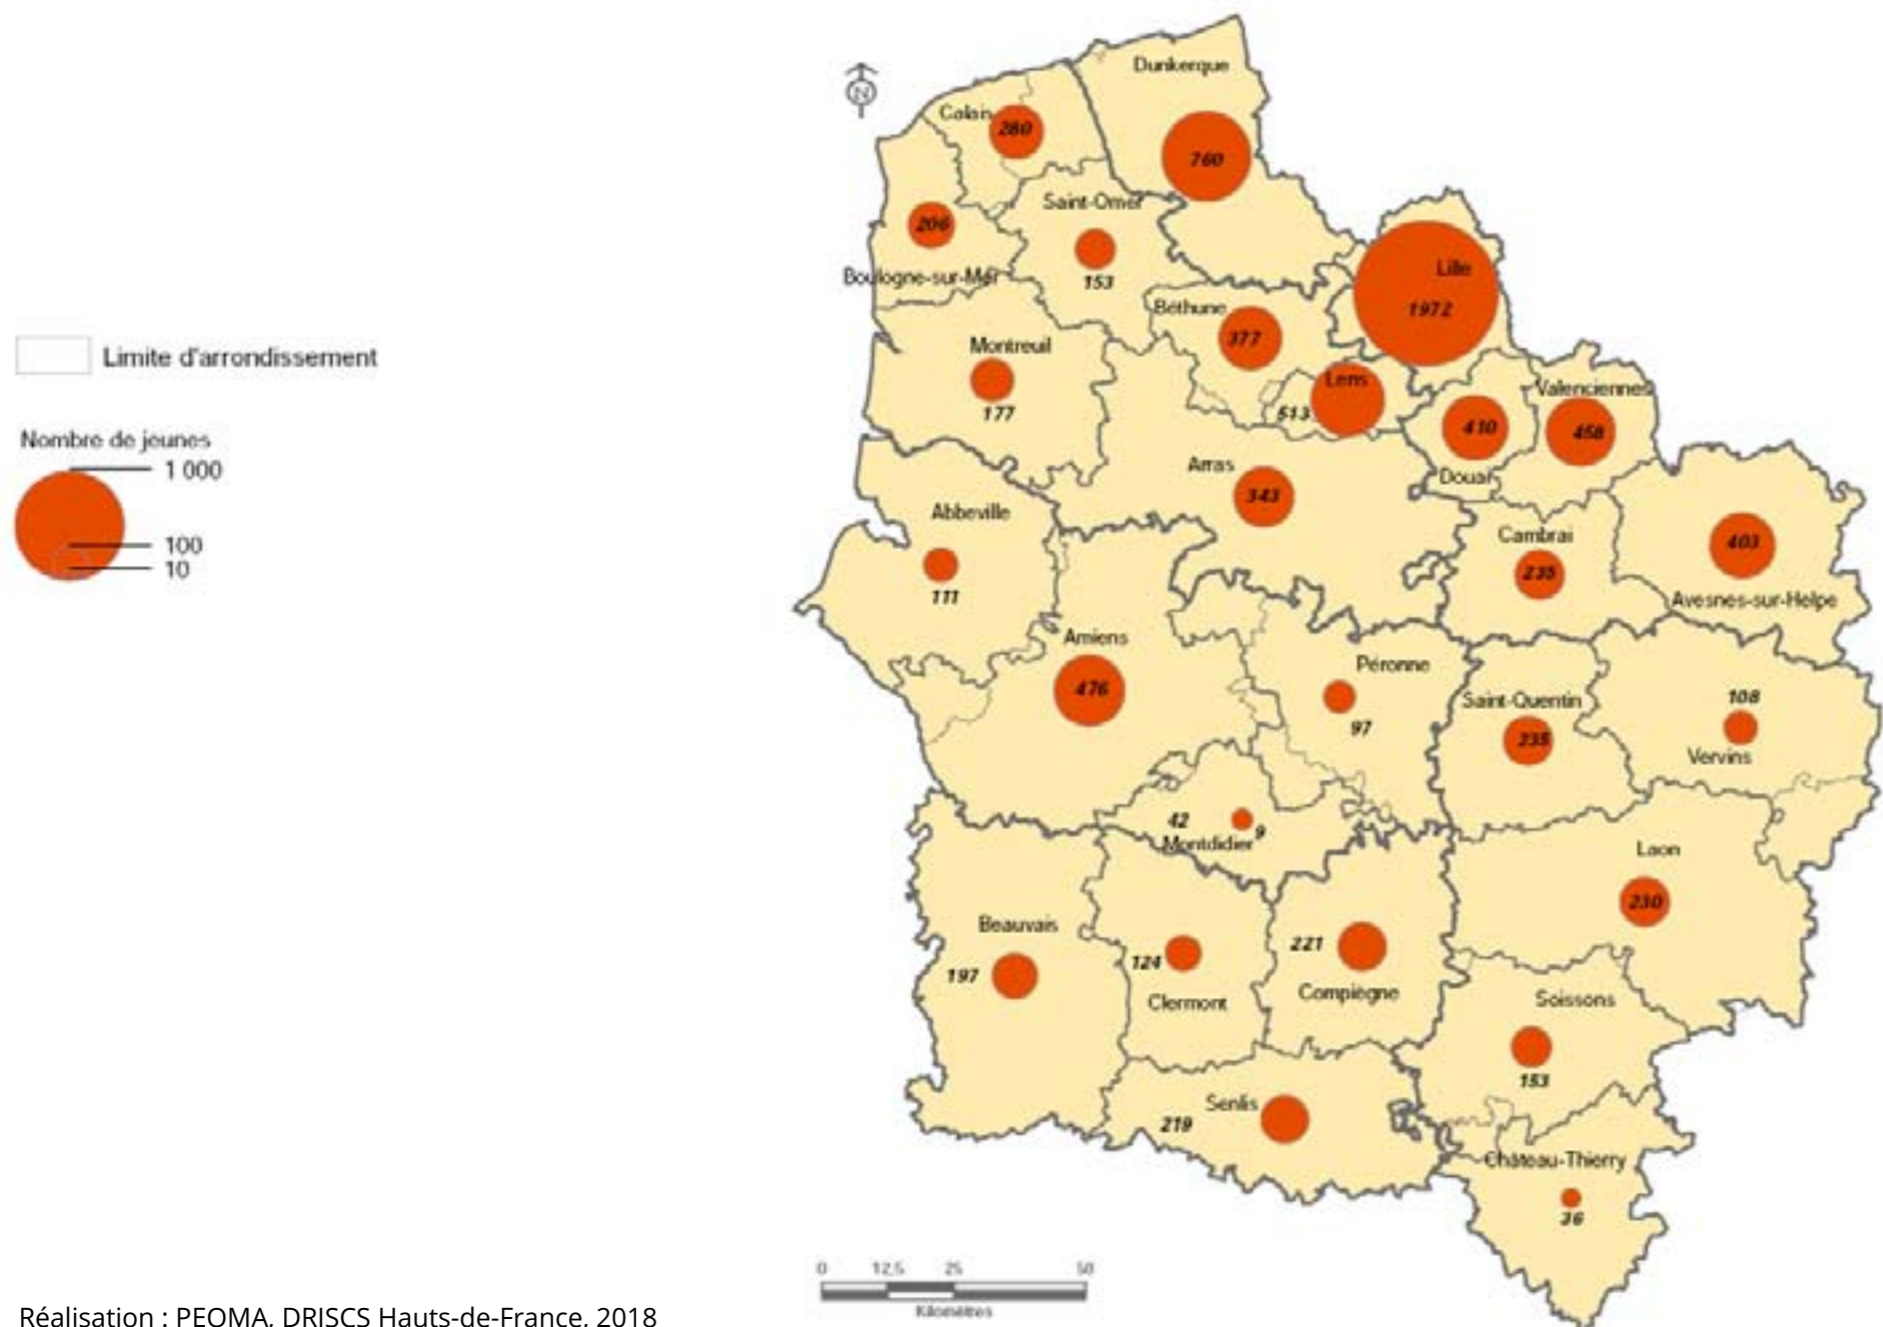 Limite d'arrondissement
Nombre de jeunes
1 000
100
10
N
Dunkerque
760
Calais
280
Saint-Omer
153
206
Boulogne-sur-Mer
Lille
1972
Béthune
377
Montreuil
177
Lens
513
Valenciennes
458
410
Douai
Arras
343
Abbeville
111
Cambrai
235
403
Avesnes-sur-Helpe
Amiens
476
Péronne
97
Saint-Quentin
235
108
Vervins
42
9
Montdidier
Laon
230
Beauvais
197
124
Clermont
221
Compiègne
Soissons
153
Senlis
219
Château-Thierry
36
0 12,5 25 50
Kilomètres
Réalisation : PEOMA, DRISCS Hauts-de-France, 2018